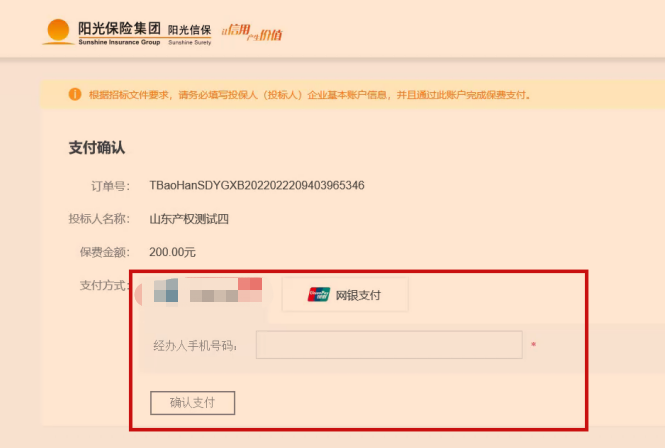 阳光保险集团 阳光信保 让信用产生价值
Sunshine Insurance Group Sunshine Surety
根据招标文件要求，请务必填写投保人（投标人）企业基本账户信息，并且通过此账户完成保费支付。
支付确认
订单号： TBaoHanSDYGXB2022022209403965346
投标人名称： 山东产权测试四
保费金额： 200.00元
支付方式： 网银支付
经办人手机号码： *
确认支付